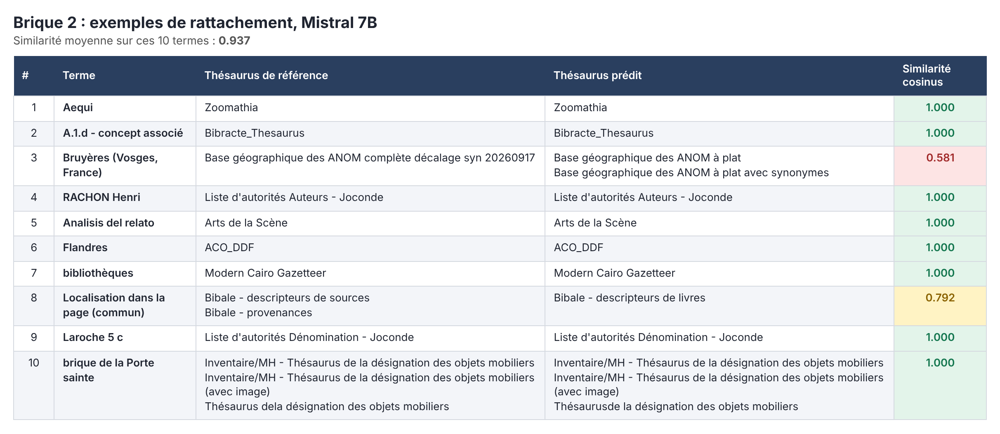 Brique 2 : exemples de rattachement, Mistral 7B
Similarité moyenne sur ces 10 termes : 0.937
# Terme Thésaurus de référence Thésaurus prédit Similarité cosinus
1 Aequi Zoomathia Zoomathia 1.000
2 A.1.d - concept associé Bibracte_Thesaurus Bibracte_Thesaurus 1.000
3 Bruyères (Vosges, Base géographique des ANOM complète décalage syn 20260917 Base géographique des ANOM à plat 0.581
France) Base géographique des ANOM à plat avec synonymes
4 RACHON Henri Liste d'autorités Auteurs - Joconde Liste d'autorités Auteurs - Joconde 1.000
5 Analisis del relato Arts de la Scène Arts de la Scène 1.000
6 Flandres ACO_DDF ACO_DDF 1.000
7 bibliothèques Modern Cairo Gazetteer Modern Cairo Gazetteer 1.000
8 Localisation dans la Bibale - descripteurs de sources Bibale - descripteurs de livres 0.792
page (commun) Bibale - provenances
9 Laroche 5 c Liste d'autorités Dénomination - Joconde Liste d'autorités Dénomination - Joconde 1.000
10 brique de la Porte Inventaire/MH - Thésaurus de la désignation des objets mobiliers Inventaire/MH - Thésaurus de la désignation des objets mobiliers 1.000
sainte Inventaire/MH - Thésaurus de la désignation des objets mobiliers Inventaire/MH - Thésaurus de la désignation des objets mobiliers
(avec image) (avec image)
Thésaurus dela désignation des objets mobiliers Thésaurusde la désignation des objets mobiliers